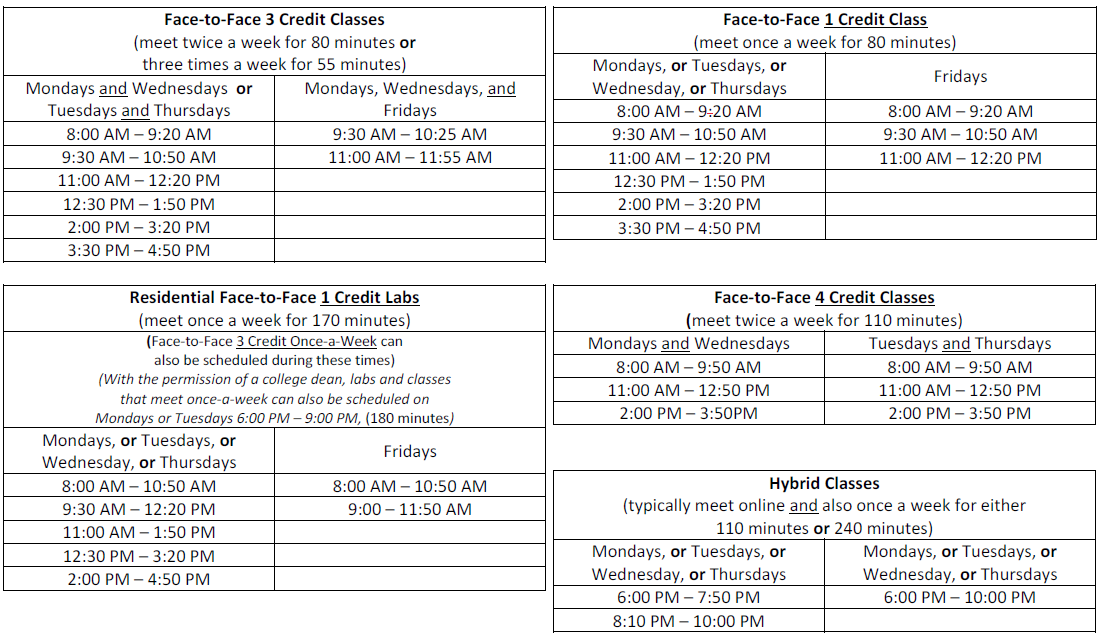 Face-to-Face 3 Credit Classes
(meet twice a week for 80 minutes or
three times a week for 55 minutes)
Mondays and Wednesdays or
Tuesdays and Thursdays
Mondays, Wednesdays, and
Fridays
8:00 AM – 9:20 AM
9:30 AM – 10:25 AM
9:30 AM – 10:50 AM
11:00 AM – 11:55 AM
11:00 AM – 12:20 PM
12:30 PM – 1:50 PM
2:00 PM – 3:20 PM
3:30 PM – 4:50 PM
Face-to-Face 1 Credit Class
(meet once a week for 80 minutes)
Mondays, or Tuesdays, or
Wednesday, or Thursdays
Fridays
8:00 AM – 9:20 AM
8:00 AM – 9:20 AM
9:30 AM – 10:50 AM
9:30 AM – 10:50 AM
11:00 AM – 12:20 PM
11:00 AM – 12:20 PM
12:30 PM – 1:50 PM
2:00 PM – 3:20 PM
3:30 PM – 4:50 PM
Residential Face-to-Face 1 Credit Labs
(meet once a week for 170 minutes)
(Face-to-Face 3 Credit Once-a-Week can
also be scheduled during these times)
(With the permission of a college dean, labs and classes
that meet once-a-week can also be scheduled on
Mondays or Tuesdays 6:00 PM – 9:00 PM, (180 minutes)
Mondays, or Tuesdays, or
Wednesday, or Thursdays
Fridays
8:00 AM – 10:50 AM
8:00 AM – 10:50 AM
9:30 AM – 12:20 PM
9:00 – 11:50 AM
11:00 AM – 1:50 PM
12:30 PM – 3:20 PM
2:00 PM – 4:50 PM
Face-to-Face 4 Credit Classes
(meet twice a week for 110 minutes)
Mondays and Wednesdays
Tuesdays and Thursdays
8:00 AM – 9:50 AM
8:00 AM – 9:50 AM
11:00 AM – 12:50 PM
11:00 AM – 12:50 PM
2:00 PM – 3:50PM
2:00 PM – 3:50 PM
Hybrid Classes
(typically meet online and also once a week for either
110 minutes or 240 minutes)
Mondays, or Tuesdays, or
Wednesday, or Thursdays
Mondays, or Tuesdays, or
Wednesday, or Thursdays
6:00 PM – 7:50 PM
6:00 PM – 10:00 PM
8:10 PM – 10:00 PM